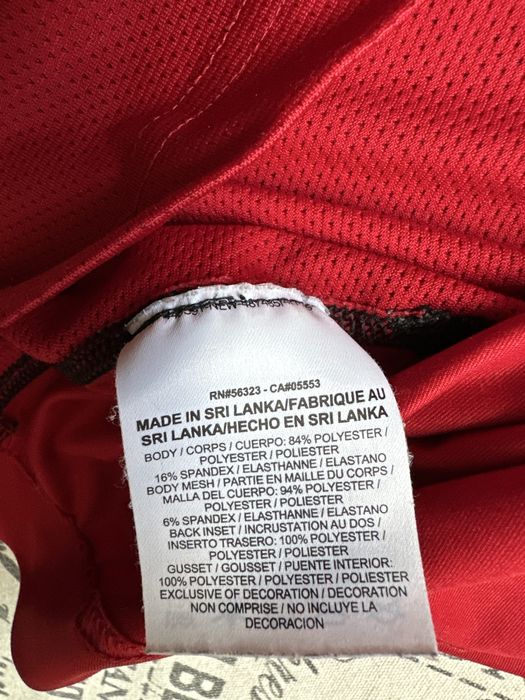 RN#56323 - CA#05553
MADE IN SRI LANKA/FABRIQUE AU
SRI LANKA/HECHO EN SRI LANKA
BODY / CORPS / CUERPO: 84% POLYESTER /
POLYESTER / POLIESTER
16% SPANDEX / ELASTHANNE / ELASTANO
BODY MESH / PARTIE EN MAILLE DU CORPS /
MALLA DEL CUERPO: 94% POLYESTER /
POLYESTER / POLIESTER
6% SPANDEX / ELASTHANNE / ELASTANO
BACK INSET / INCRUSTATION AU DOS /
INSERTO TRASERO: 100% POLYESTER /
POLYESTER / POLIESTER
GUSSET / GOUSSET / PUENTE INTERIOR:
100% POLYESTER / POLYESTER / POLIESTER
EXCLUSIVE OF DECORATION / DECORATION
NON COMPRISE / NO INCLUYE LA
DECORACION